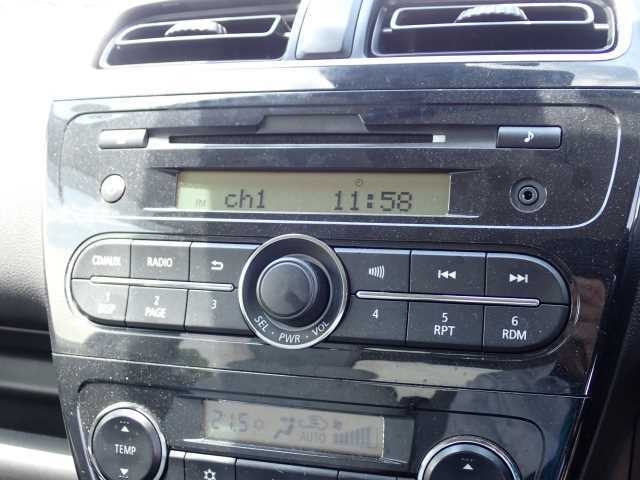 FM ch1 11:58
CD/AUX RADIO
1 DISP 2 PAGE 3 4 5 RPT 6 RDM
SEL · PWR · VOL
21.5
AUTO
TEMP